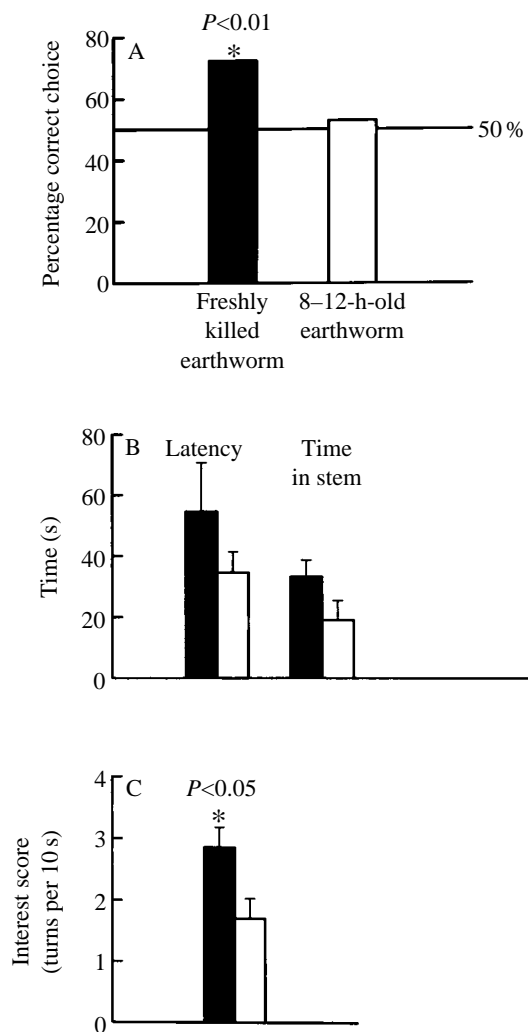 P<0.01
80
A
*
60
50 %
40
20
0
Percentage correct choice
Freshly killed earthworm
8–12-h-old earthworm
80
B
Latency
Time in stem
60
40
20
0
Time (s)
4
C
P<0.05
*
3
2
1
0
Interest score
(turns per 10 s)